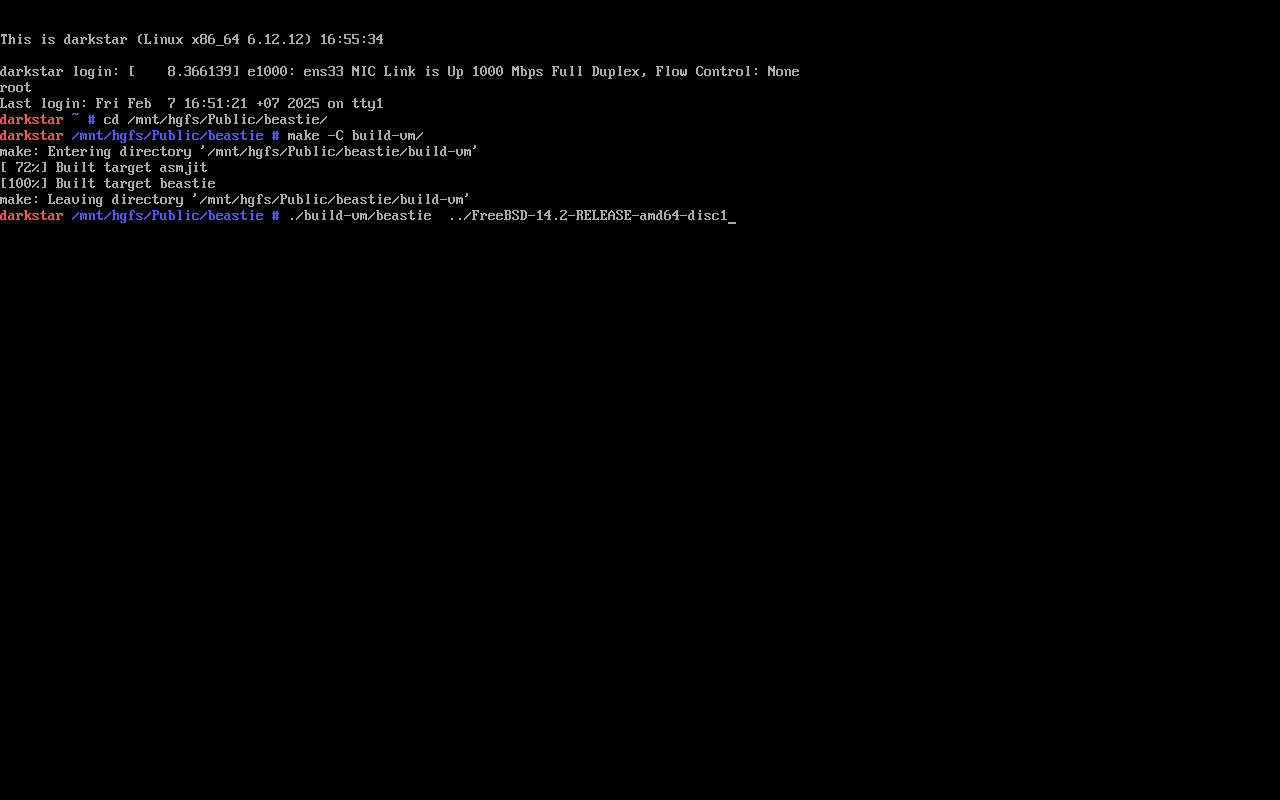 This is darkstar (Linux x86_64 6.12.12) 16:55:34
darkstar login: [    8.366139] e1000: ens33 NIC Link is Up 1000 Mbps Full Duplex, Flow Control: None
root
Last login: Fri Feb  7 16:51:21 +07 2025 on tty1
darkstar ~ # cd /mnt/hgfs/Public/beastie/
darkstar /mnt/hgfs/Public/beastie # make -C build-vm/
make: Entering directory '/mnt/hgfs/Public/beastie/build-vm'
[ 72%] Built target asmjit
[100%] Built target beastie
make: Leaving directory '/mnt/hgfs/Public/beastie/build-vm'
darkstar /mnt/hgfs/Public/beastie # ./build-vm/beastie  ../FreeBSD-14.2-RELEASE-amd64-disc1_